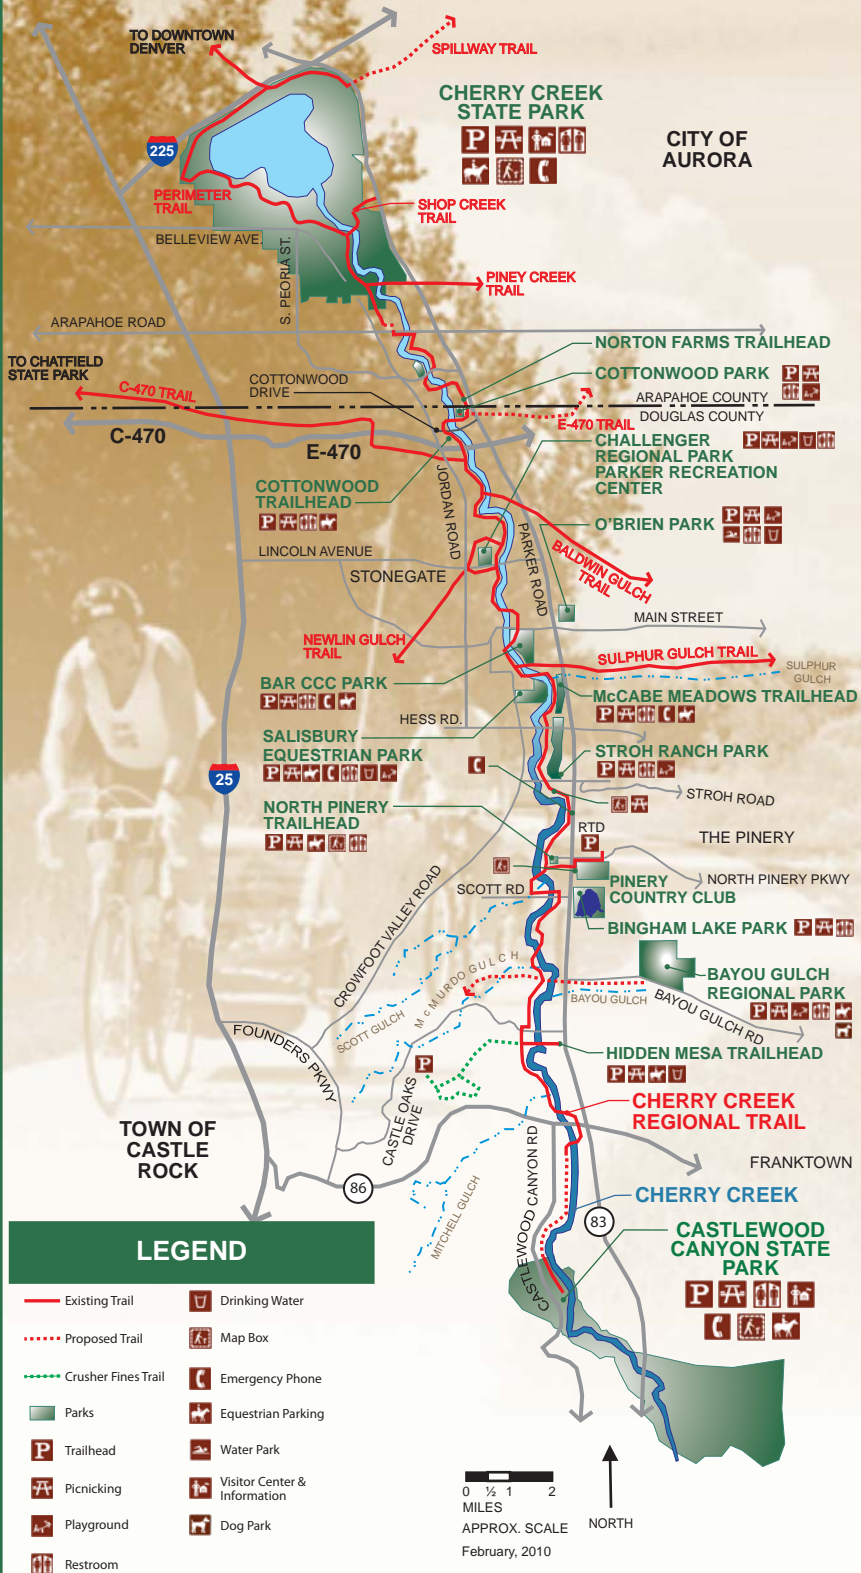 TO DOWNTOWN
DENVER
SPILLWAY TRAIL
CHERRY CREEK
STATE PARK
P
CITY OF
AURORA
225
PERIMETER
TRAIL
SHOP CREEK
TRAIL
BELLEVIEW AVE.
S. PEORIA ST.
PINEY CREEK
TRAIL
ARAPAHOE ROAD
NORTON FARMS TRAILHEAD
TO CHATFIELD
STATE PARK
C-470 TRAIL
COTTONWOOD
DRIVE
COTTONWOOD PARK
P
ARAPAHOE COUNTY
DOUGLAS COUNTY
E-470 TRAIL
C-470
E-470
CHALLENGER
REGIONAL PARK
PARKER RECREATION
CENTER
P
COTTONWOOD
TRAILHEAD
P
JORDAN ROAD
PARKER ROAD
O'BRIEN PARK
P
LINCOLN AVENUE
STONEGATE
BALDWIN GULCH
TRAIL
MAIN STREET
NEWLIN GULCH
TRAIL
SULPHUR GULCH TRAIL
SULPHUR
GULCH
BAR CCC PARK
P
McCABE MEADOWS TRAILHEAD
P
HESS RD.
SALISBURY
EQUESTRIAN PARK
P
STROH RANCH PARK
P
25
STROH ROAD
NORTH PINERY
TRAILHEAD
P
RTD
P
THE PINERY
SCOTT RD
NORTH PINERY PKWY
PINERY
COUNTRY CLUB
CROWFOOT VALLEY ROAD
BINGHAM LAKE PARK
P
McMURDO GULCH
SCOTT GULCH
BAYOU GULCH
BAYOU GULCH
REGIONAL PARK
P
BAYOU GULCH RD
FOUNDERS PKWY
P
HIDDEN MESA TRAILHEAD
P
CASTLE OAKS
DRIVE
CHERRY CREEK
REGIONAL TRAIL
TOWN OF
CASTLE
ROCK
FRANKTOWN
86
MITCHELL GULCH
CASTLEWOOD CANYON RD
CHERRY CREEK
83
CASTLEWOOD
CANYON STATE
PARK
P
LEGEND
Existing Trail
Drinking Water
Proposed Trail
Map Box
Crusher Fines Trail
Emergency Phone
Parks
Equestrian Parking
P
Trailhead
Water Park
Picnicking
Visitor Center &
Information
Playground
Dog Park
Restroom
0 ½ 1 2
MILES
APPROX. SCALE
February, 2010
NORTH